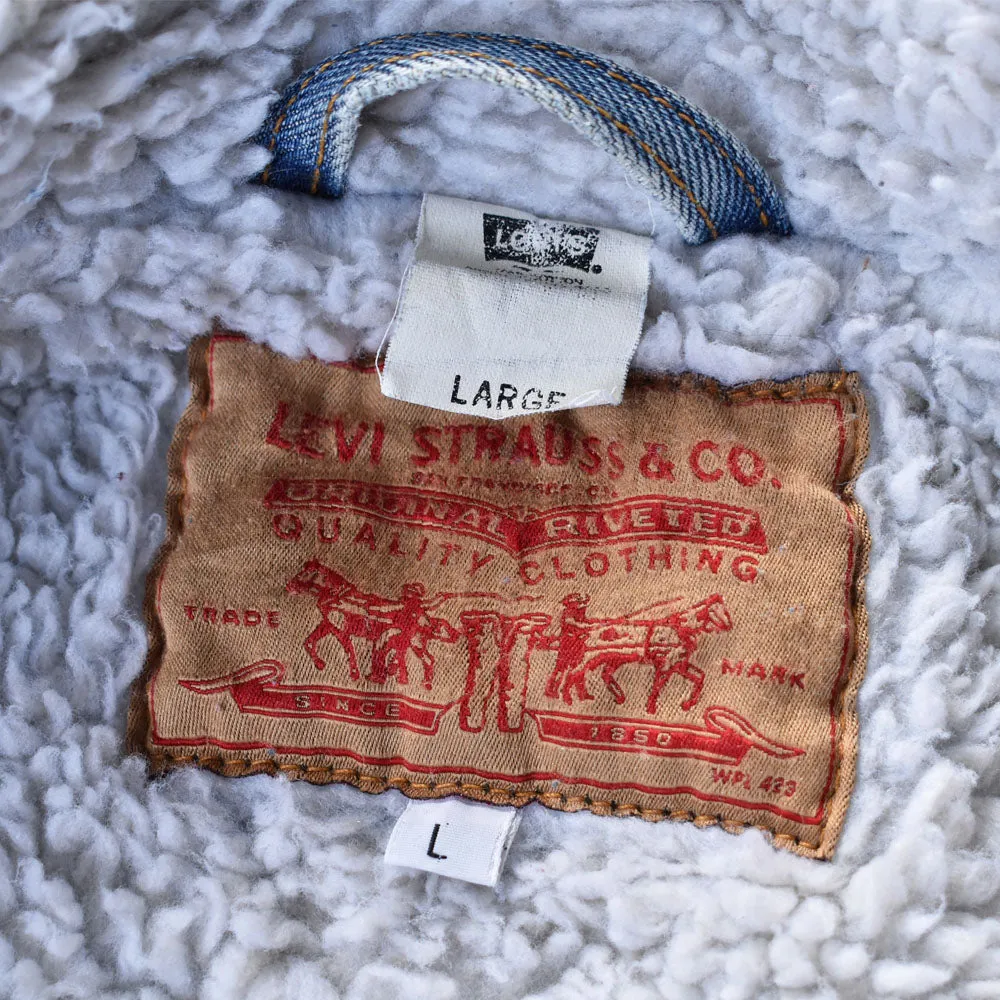 LEVI'S
LARGE
LEVI STRAUSS & CO.
ORIGINAL RIVETED
QUALITY CLOTHING
TRADE MARK
SINCE 1850
WPL 423
L